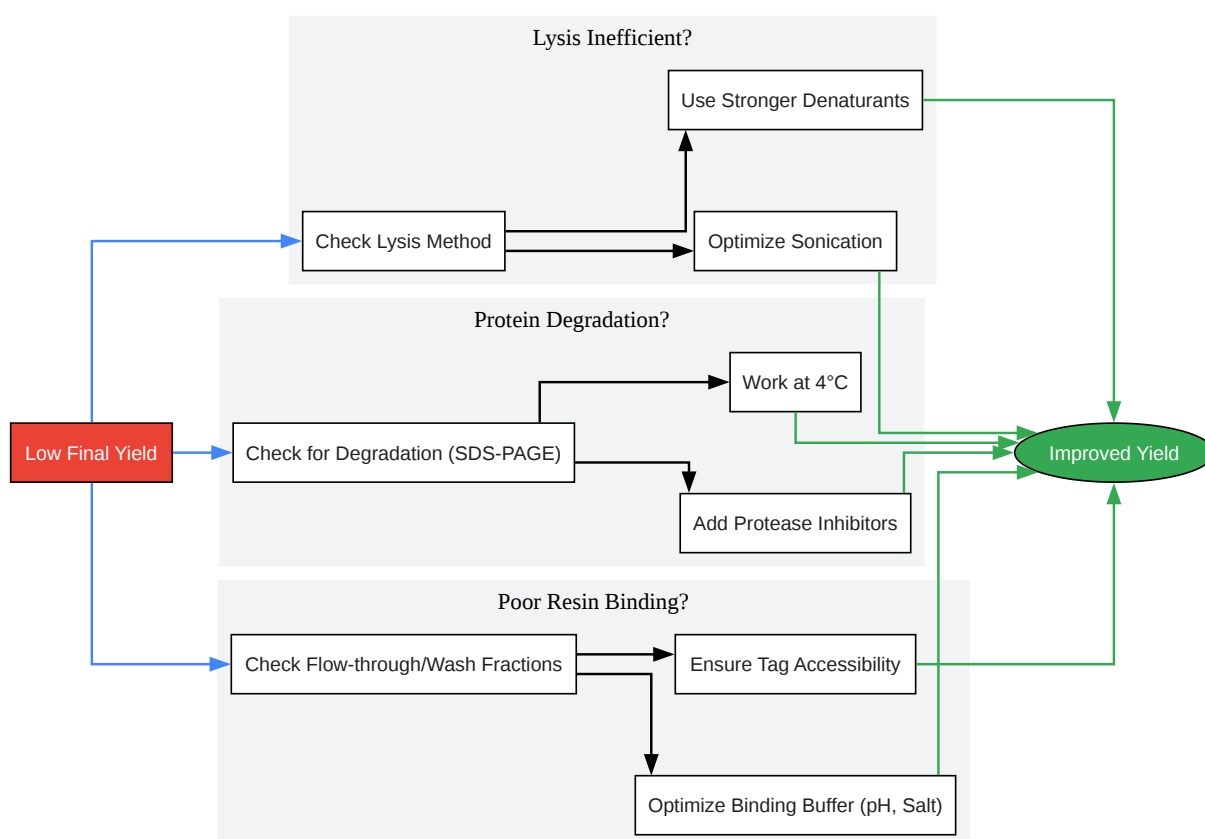 Lysis Inefficient?
Use Stronger Denaturants
Check Lysis Method
Optimize Sonication
Protein Degradation?
Work at 4°C
Low Final Yield
Check for Degradation (SDS-PAGE)
Improved Yield
Add Protease Inhibitors
Poor Resin Binding?
Check Flow-through/Wash Fractions
Ensure Tag Accessibility
Optimize Binding Buffer (pH, Salt)